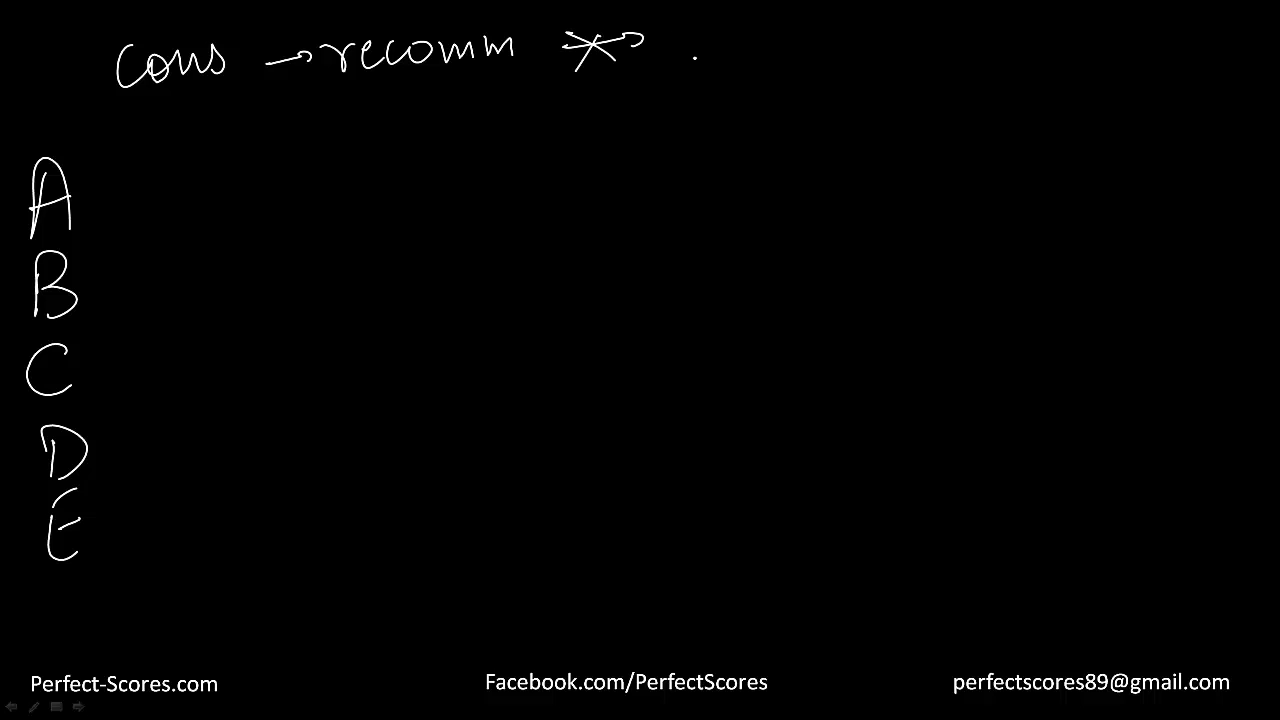 Cons → recomm
A
B
C
D
E
Perfect-Scores.com Facebook.com/PerfectScores perfectscores89@gmail.com